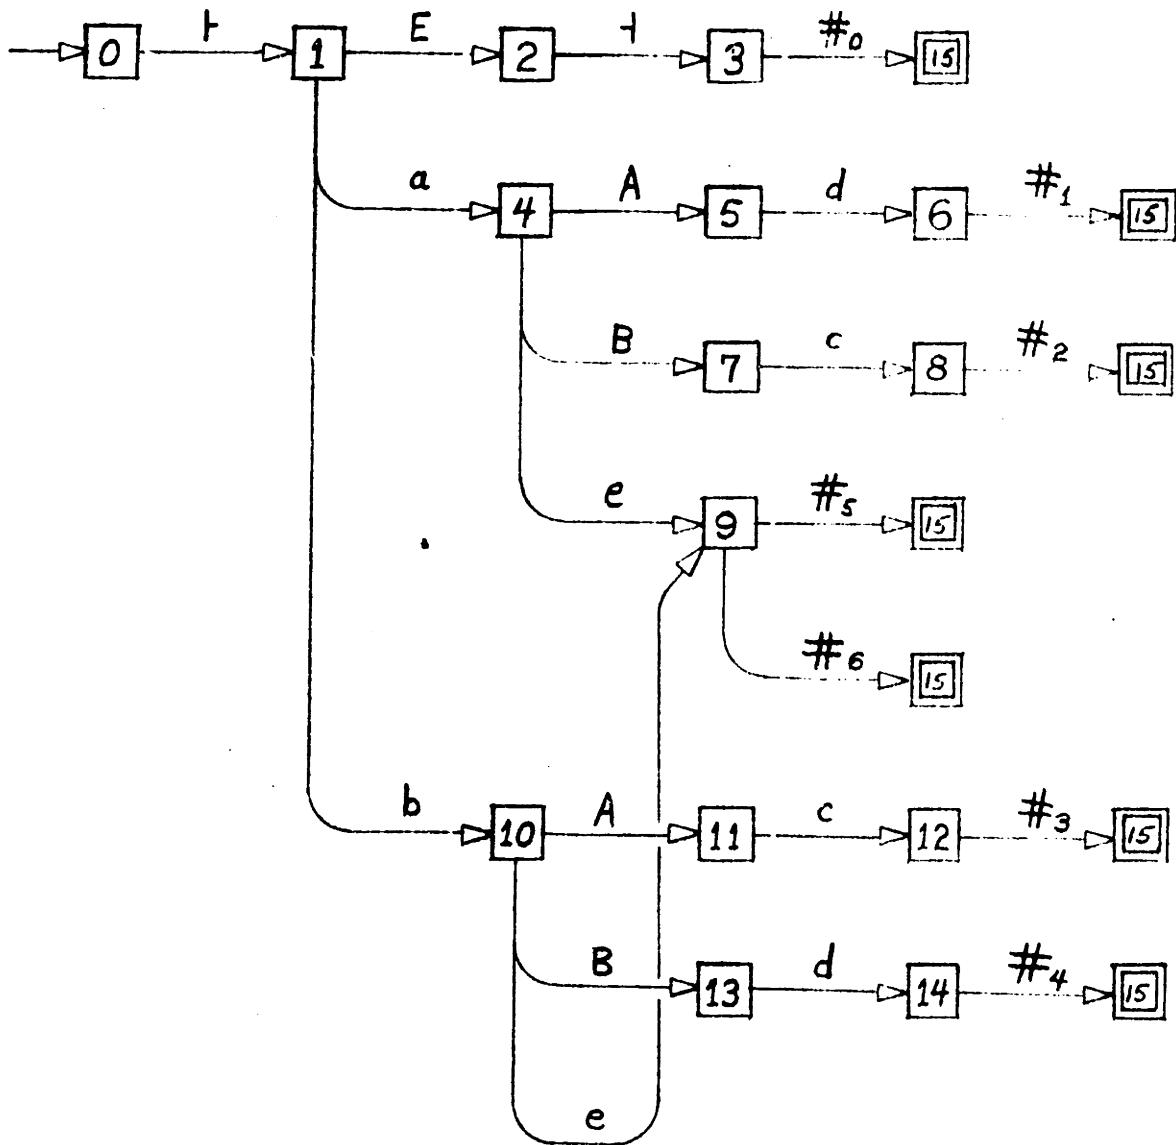 0 ⊢ 1 E 2 ⊣ 3 #₀ 15
a 4 A 5 d 6 #₁ 15
B 7 c 8 #₂ 15
e 9 #₅ 15
#₆ 15
b 10 A 11 c 12 #₃ 15
B 13 d 14 #₄ 15
e